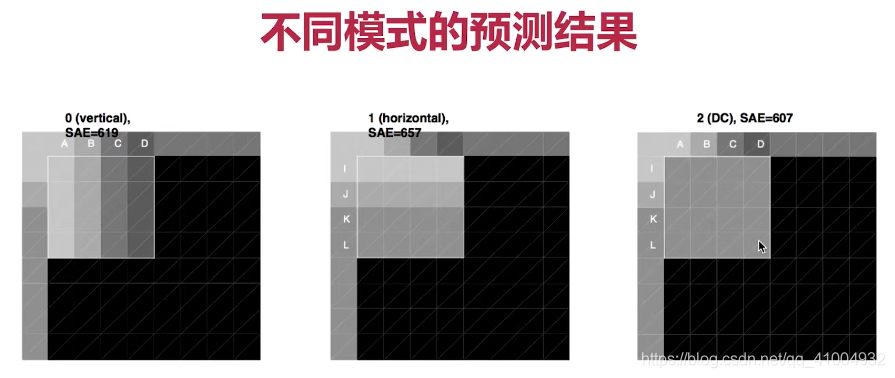 不同模式的预测结果
0 (vertical),
SAE=619
A B C D
1 (horizontal),
SAE=657
I
J
K
L
2 (DC), SAE=607
A B C D
I
J
K
L
https://blog.csdn.net/qq_41004932